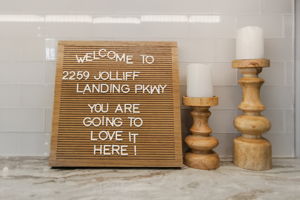 WELCOME TO
2259 JOLLIFF
LANDING PKWY
YOU ARE
GOING TO
LOVE IT
HERE!